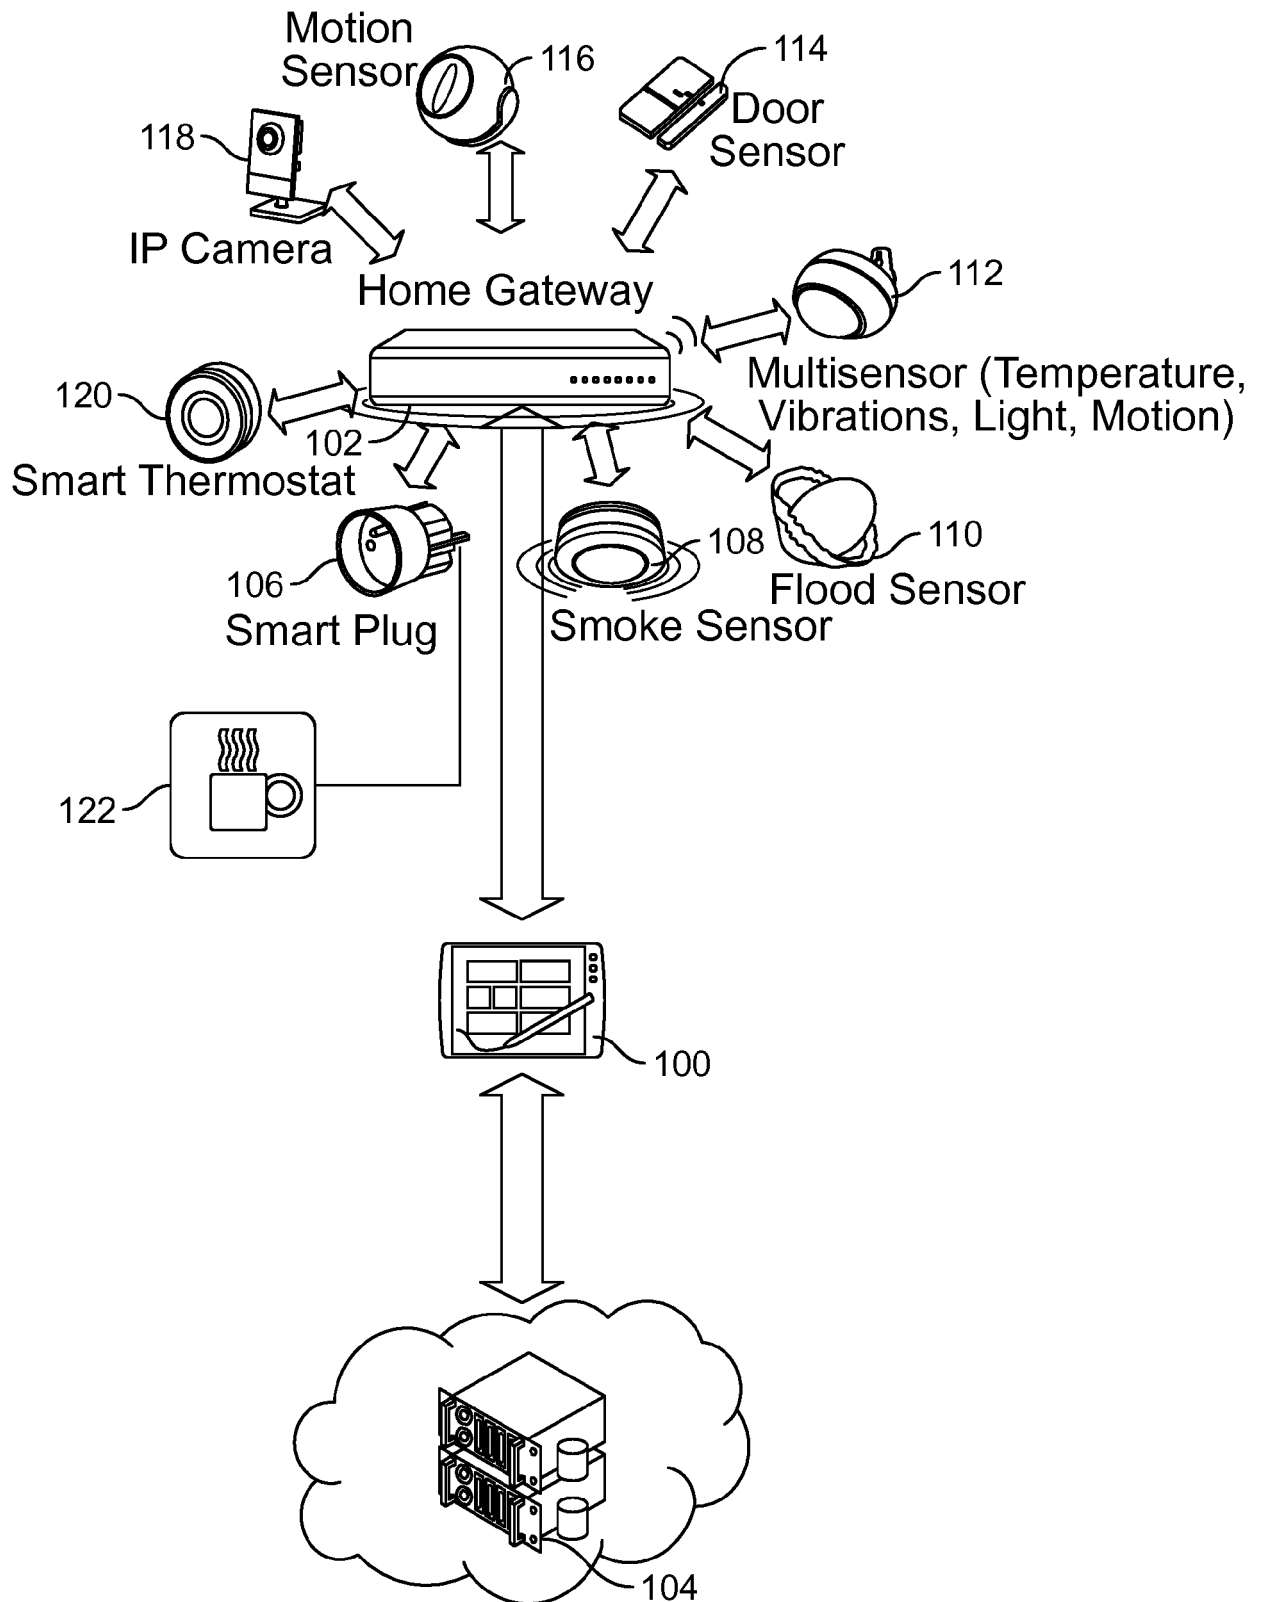 Motion
Sensor
116
114
Door
Sensor
118
IP Camera
Home Gateway
112
Multisensor (Temperature,
Vibrations, Light, Motion)
120
102
Smart Thermostat
106
Smart Plug
108
Smoke Sensor
110
Flood Sensor
122
100
104